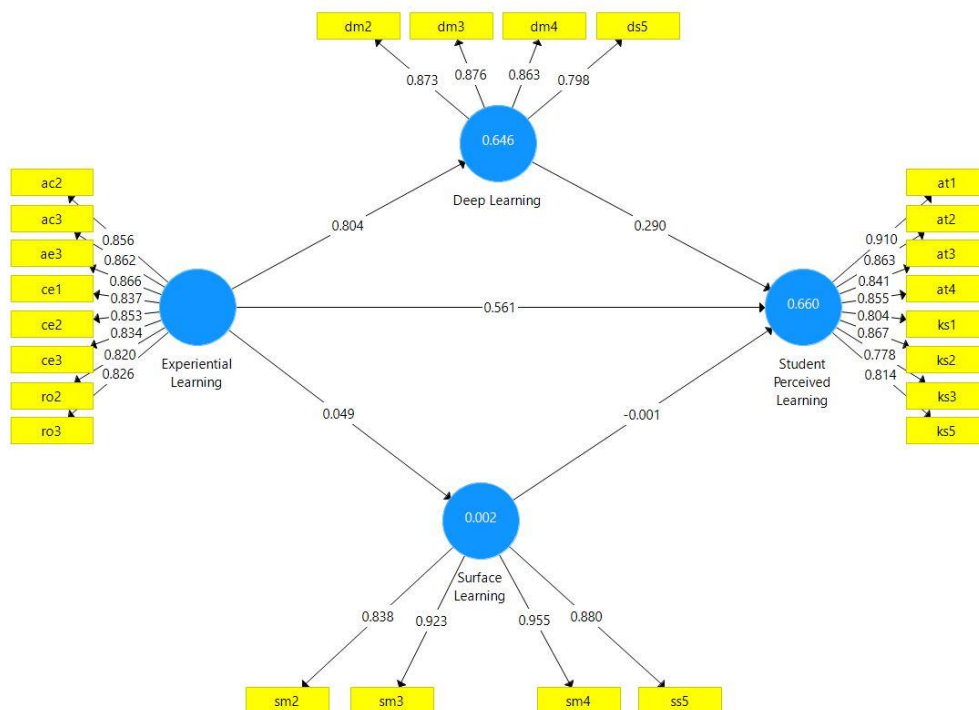 dm2 dm3 dm4 ds5
0.873 0.876 0.863 0.798
0.646
Deep Learning
ac2
ac3
ae3
ce1
ce2
ce3
ro2
ro3
0.856
0.862
0.866
0.837
0.853
0.834
0.820
0.826
Experiential
Learning
0.804
0.290
0.561
0.049
-0.001
0.660
Student
Perceived
Learning
0.910
0.863
0.841
0.855
0.804
0.867
0.778
0.814
at1
at2
at3
at4
ks1
ks2
ks3
ks5
0.002
Surface
Learning
0.838 0.923 0.955 0.880
sm2 sm3 sm4 ss5